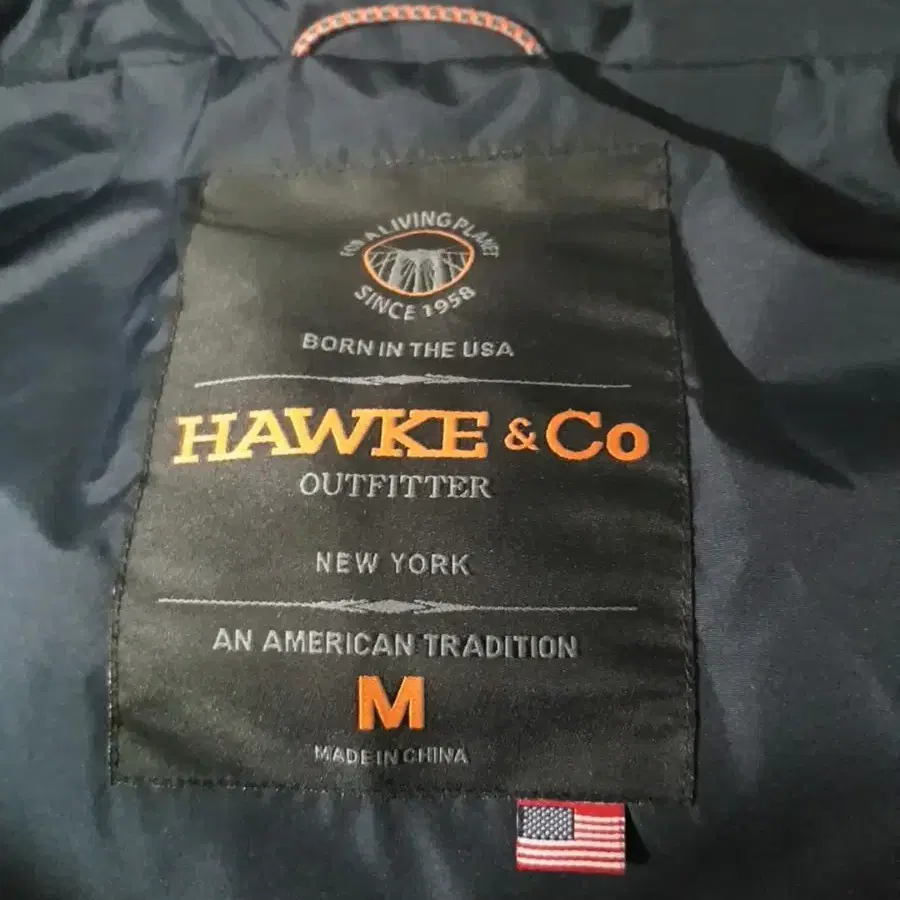 FOR A LIVING PLANET
SINCE 1958
BORN IN THE USA
HAWKE & Co
OUTFITTER
NEW YORK
AN AMERICAN TRADITION
M
MADE IN CHINA